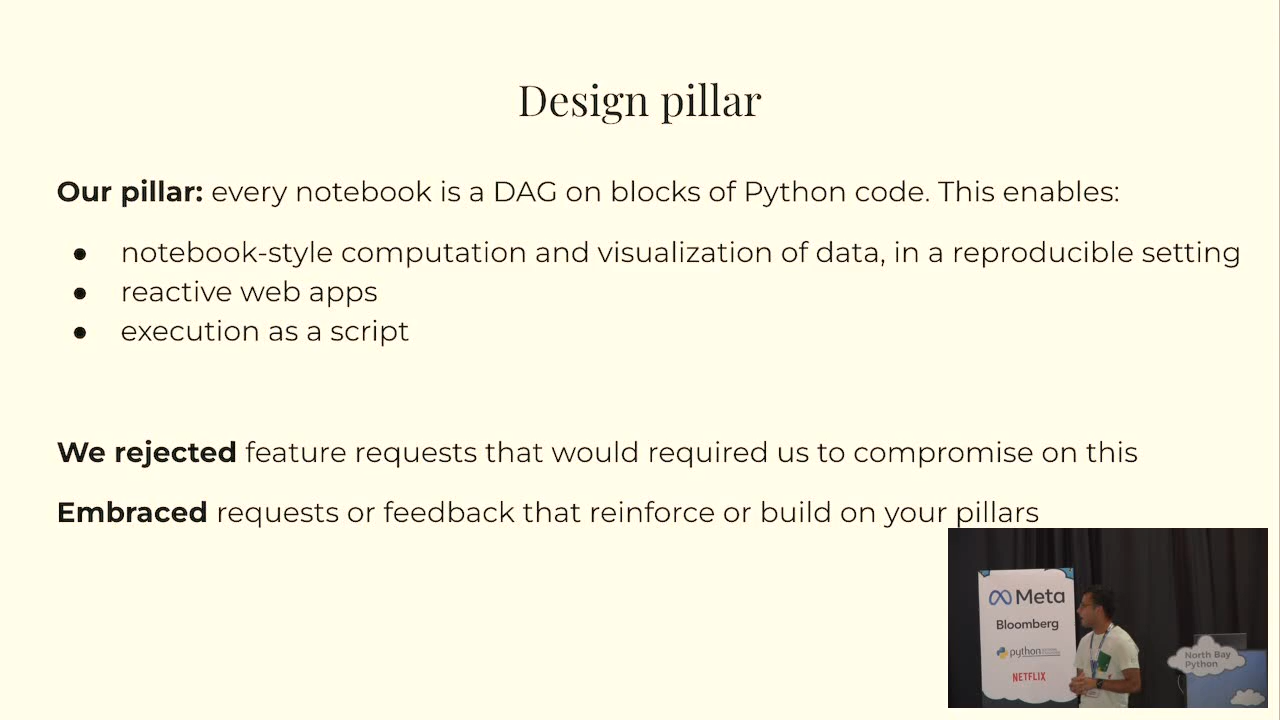 Design pillar
Our pillar: every notebook is a DAG on blocks of Python code. This enables:
● notebook-style computation and visualization of data, in a reproducible setting
● reactive web apps
● execution as a script
We rejected feature requests that would required us to compromise on this
Embraced requests or feedback that reinforce or build on your pillars
Meta
Bloomberg
python
NETFLIX
North Bay
Python